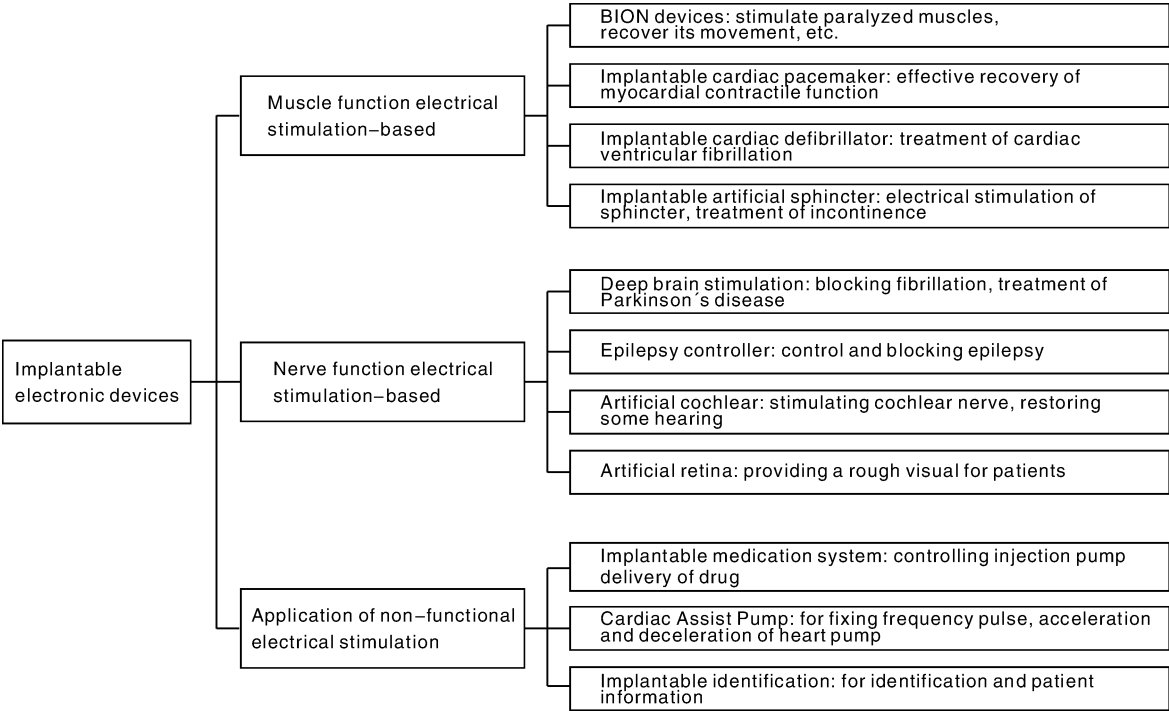 Implantable
electronic devices
Muscle function electrical
stimulation−based
BION devices: stimulate paralyzed muscles,
recover its movement, etc.
Implantable cardiac pacemaker: effective recovery of
myocardial contractile function
Implantable cardiac defibrillator: treatment of cardiac
ventricular fibrillation
Implantable artificial sphincter: electrical stimulation of
sphincter, treatment of incontinence
Nerve function electrical
stimulation−based
Deep brain stimulation: blocking fibrillation, treatment of
Parkinson´s disease
Epilepsy controller: control and blocking epilepsy
Artificial cochlear: stimulating cochlear nerve, restoring
some hearing
Artificial retina: providing a rough visual for patients
Application of non−functional
electrical stimulation
Implantable medication system: controlling injection pump
delivery of drug
Cardiac Assist Pump: for fixing frequency pulse, acceleration
and deceleration of heart pump
Implantable identification: for identification and patient
information